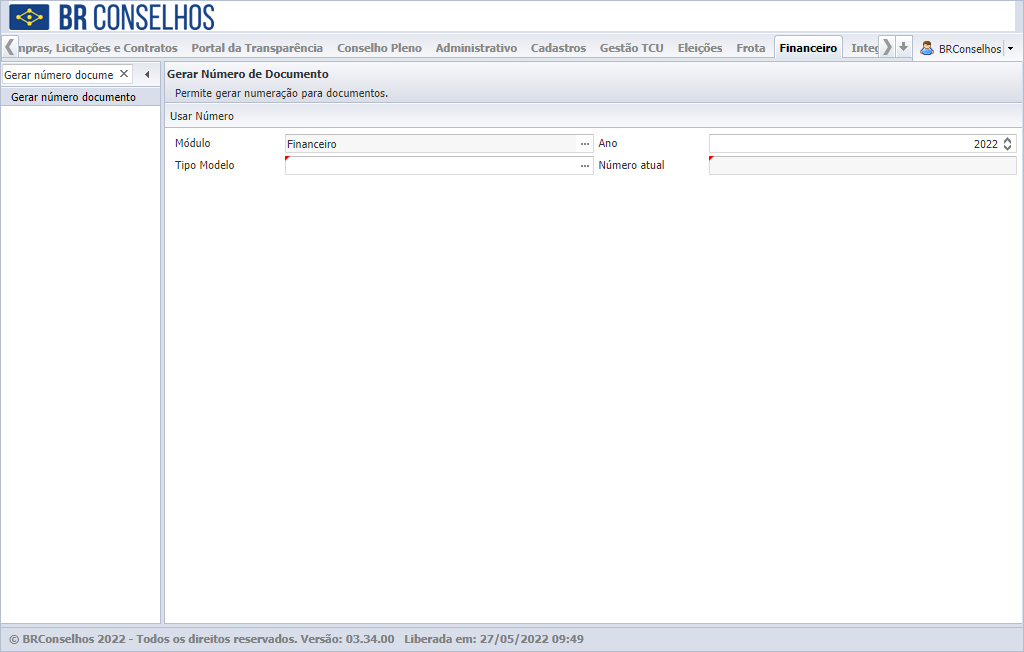 BR CONSELHOS
mpras, Licitações e Contratos Portal da Transparência Conselho Pleno Administrativo Cadastros Gestão TCU Eleições Frota Financeiro Integ BRConselhos
Gerar número docume
Gerar número documento
Gerar Número de Documento
Permite gerar numeração para documentos.
Usar Número
Módulo Financeiro ... Ano 2022
Tipo Modelo ... Número atual
© BRConselhos 2022 - Todos os direitos reservados. Versão: 03.34.00 Liberada em: 27/05/2022 09:49